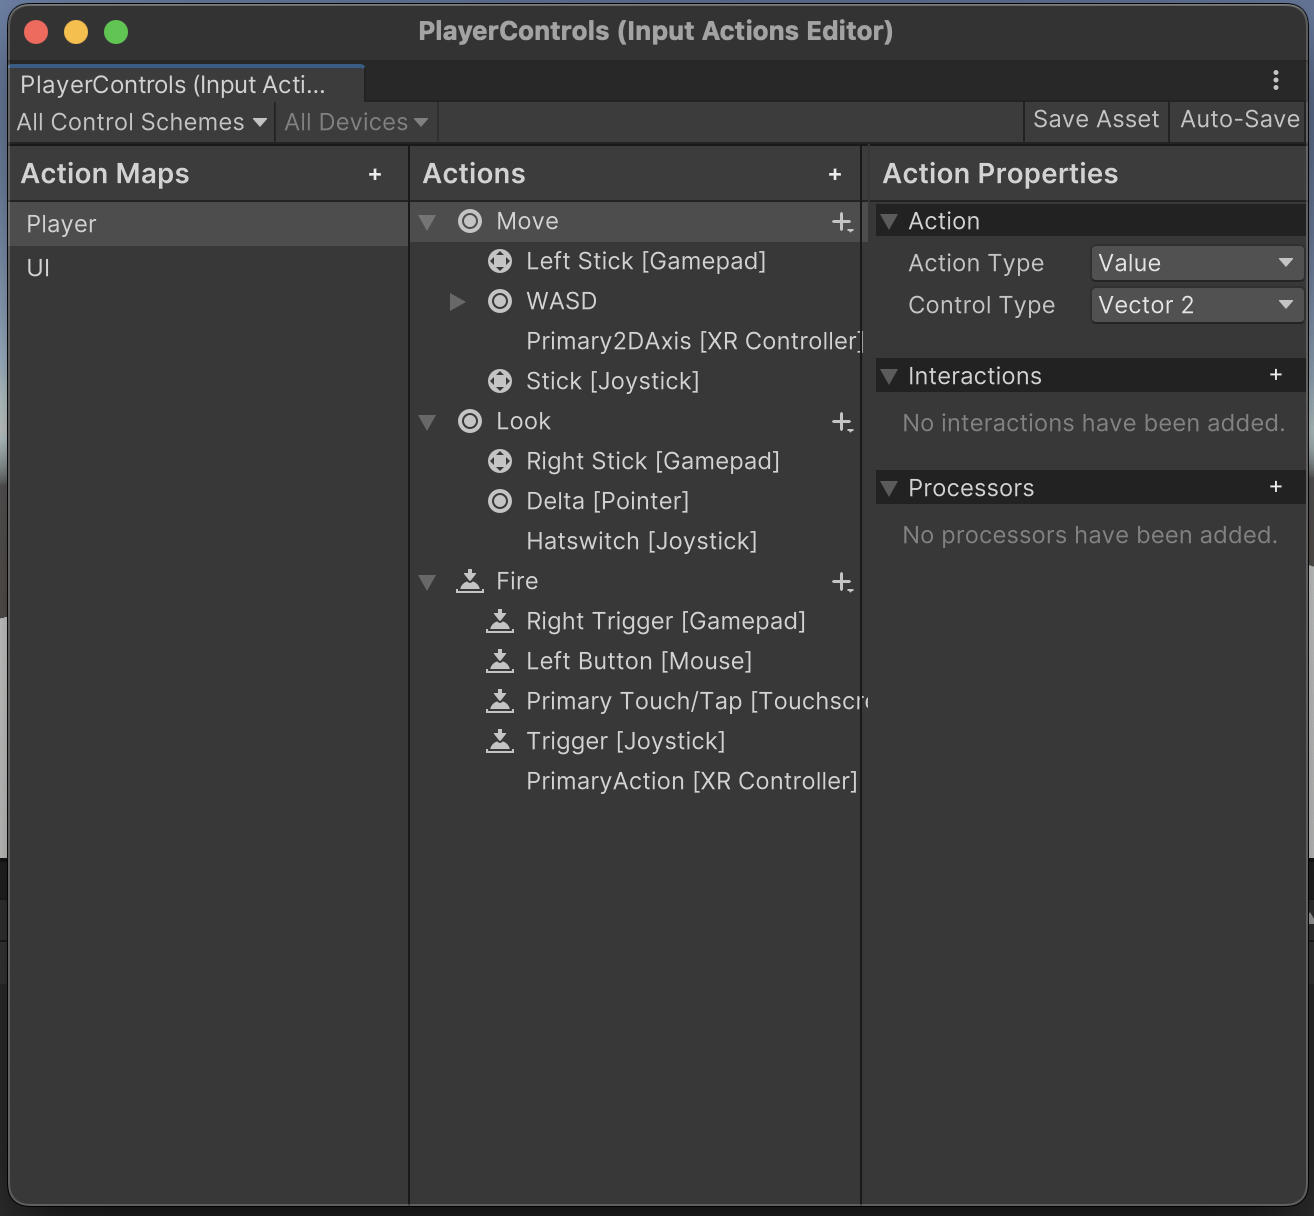 PlayerControls (Input Actions Editor)
PlayerControls (Input Acti...
All Control Schemes
All Devices
Save Asset
Auto-Save
Action Maps +
Player
UI
Actions +
Move
Left Stick [Gamepad]
WASD
Primary2DAxis [XR Controller]
Stick [Joystick]
Look
Right Stick [Gamepad]
Delta [Pointer]
Hatswitch [Joystick]
Fire
Right Trigger [Gamepad]
Left Button [Mouse]
Primary Touch/Tap [Touchscre
Trigger [Joystick]
PrimaryAction [XR Controller]
Action Properties
Action
Action Type Value
Control Type Vector 2
Interactions +
No interactions have been added.
Processors +
No processors have been added.